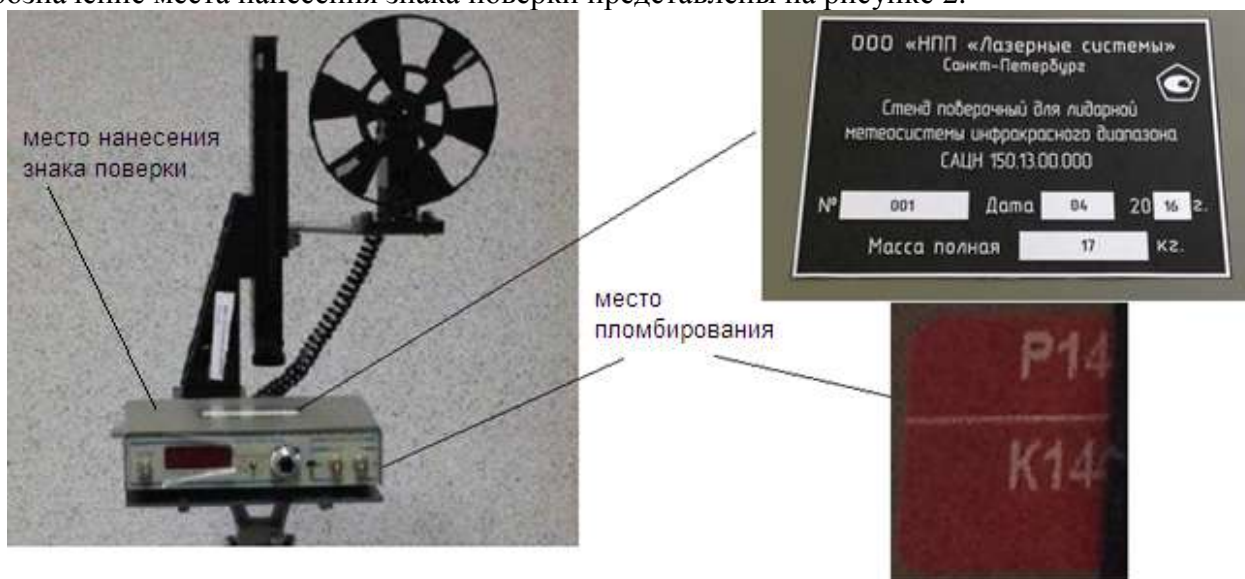 обозначение места нанесения знака поверки представлены на рисунке 2.
место нанесения
знака поверки
ООО «НПП «Лазерные системы»
Санкт-Петербург
Стенд поверочный для лидарной
метеосистемы инфракрасного диапазона
САЦН 150.13.00.000
№ 001 Дата 04 20 16 г.
Масса полная 17 кг.
место
пломбирования
P14
K14